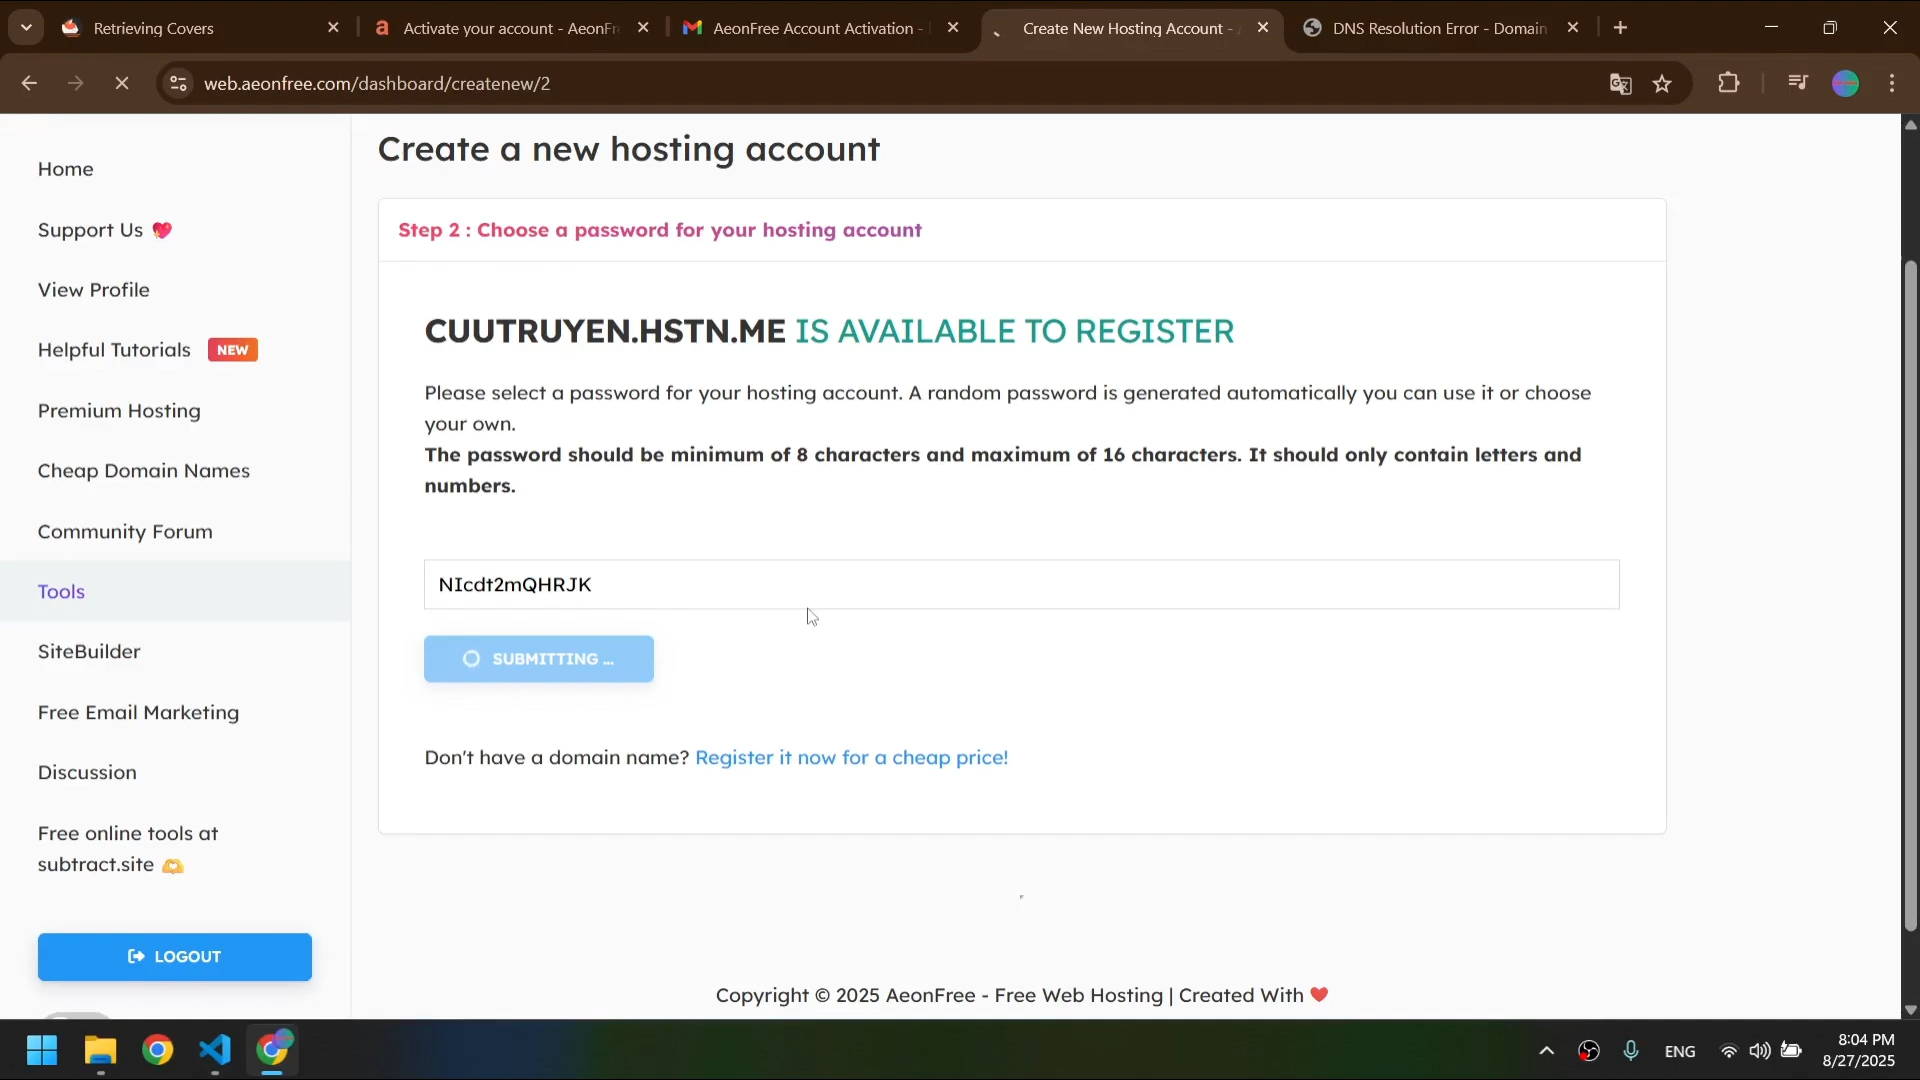 Retrieving Covers
Activate your account - AeonFr
AeonFree Account Activation -
Create New Hosting Account - A
DNS Resolution Error - Domain
web.aeonfree.com/dashboard/createnew/2
Home
Support Us
View Profile
Helpful Tutorials NEW
Premium Hosting
Cheap Domain Names
Community Forum
Tools
SiteBuilder
Free Email Marketing
Discussion
Free online tools at
subtract.site
LOGOUT
Create a new hosting account
Step 2 : Choose a password for your hosting account
CUUTRUYEN.HSTN.ME IS AVAILABLE TO REGISTER
Please select a password for your hosting account. A random password is generated automatically you can use it or choose
your own.
The password should be minimum of 8 characters and maximum of 16 characters. It should only contain letters and
numbers.
NIcdt2mQHRJK
SUBMITTING ...
Don't have a domain name? Register it now for a cheap price!
Copyright © 2025 AeonFree - Free Web Hosting | Created With ❤
ENG
8:04 PM
8/27/2025